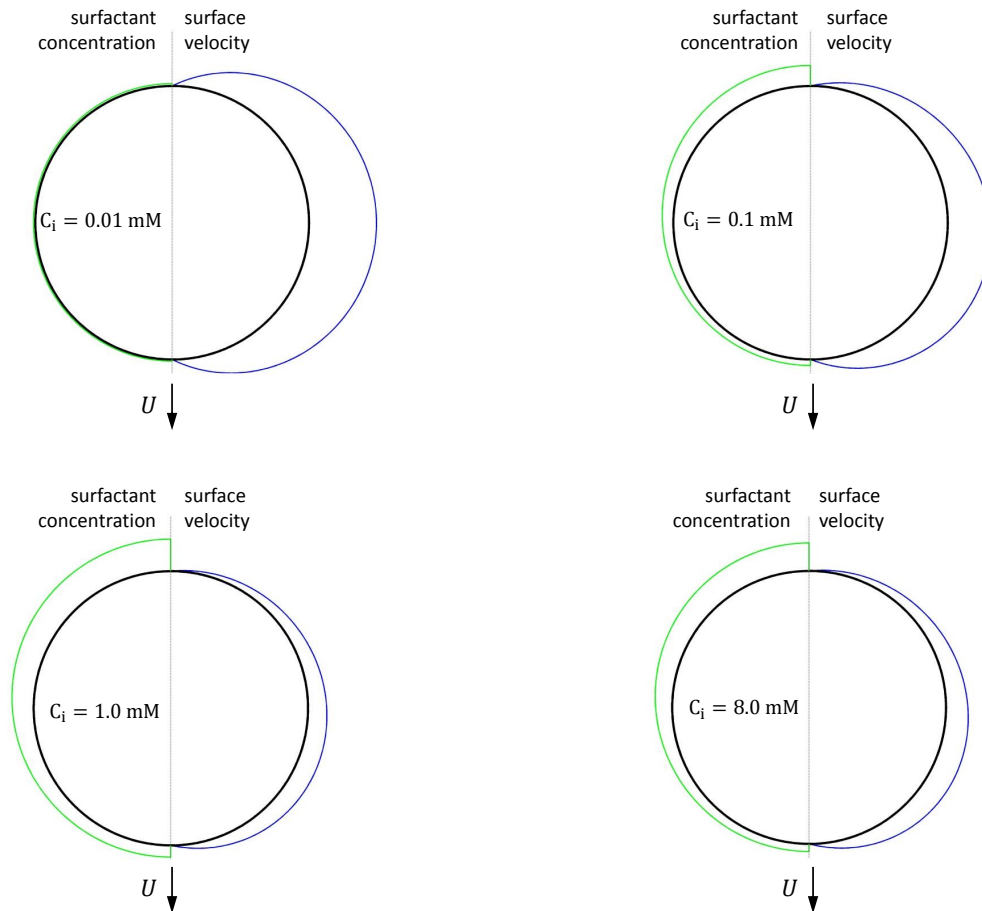 surfactant surface
concentration velocity
C_i = 0.01 mM
U
surfactant surface
concentration velocity
C_i = 0.1 mM
U
surfactant surface
concentration velocity
C_i = 1.0 mM
U
surfactant surface
concentration velocity
C_i = 8.0 mM
U